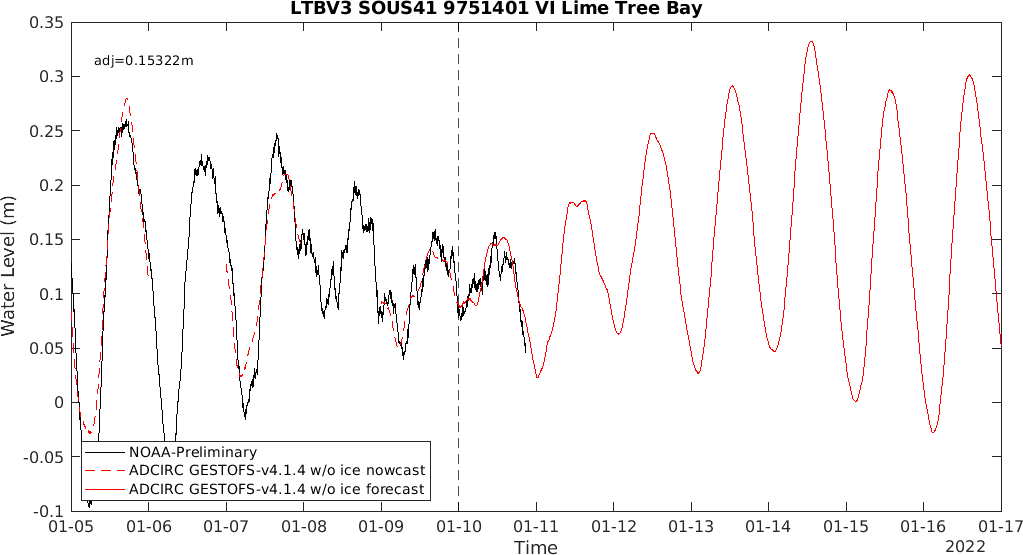 LTBV3 SOUS41 9751401 VI Lime Tree Bay
adj=0.15322m
Water Level (m)
0.35
0.3
0.25
0.2
0.15
0.1
0.05
0
-0.05
-0.1
NOAA-Preliminary
ADCIRC GESTOFS-v4.1.4 w/o ice nowcast
ADCIRC GESTOFS-v4.1.4 w/o ice forecast
01-05 01-06 01-07 01-08 01-09 01-10 01-11 01-12 01-13 01-14 01-15 01-16 01-17
Time
2022